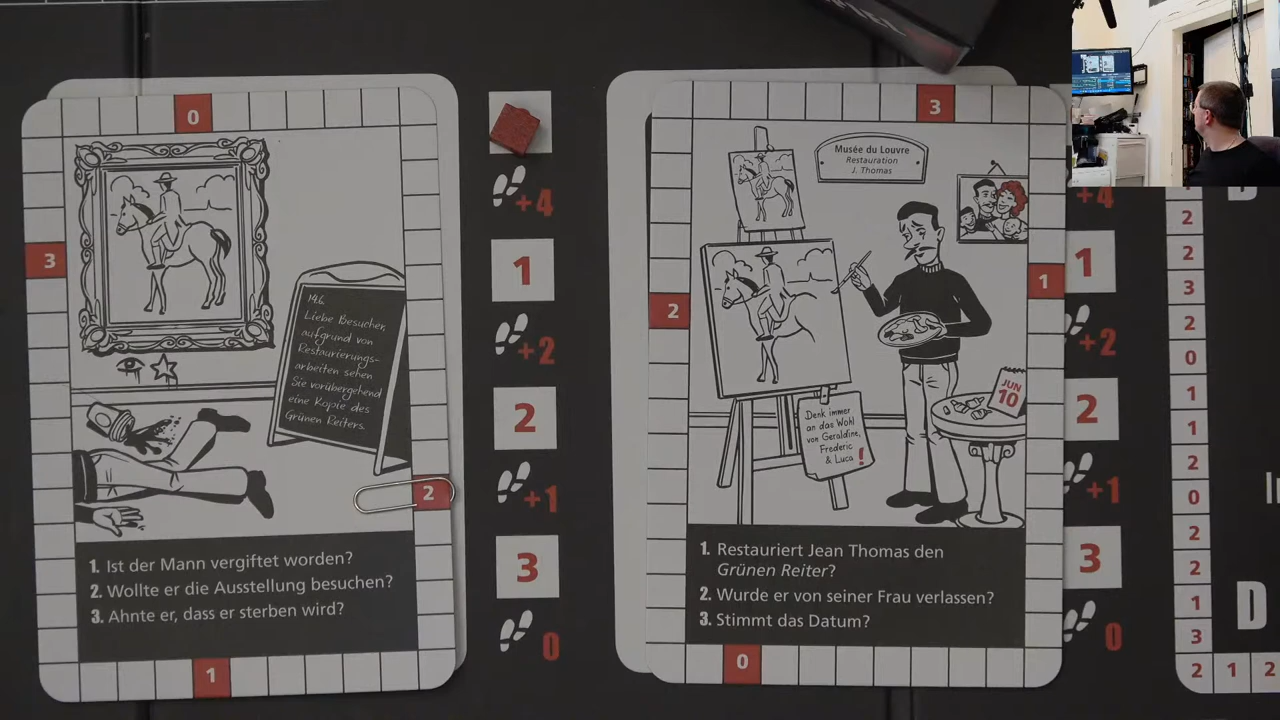 0
3
14.6.
Liebe Besucher,
aufgrund von
Restaurierungs-
arbeiten sehen
Sie vorübergehend
eine Kopie des
Grünen Reiters.
2
1. Ist der Mann vergiftet worden?
2. Wollte er die Ausstellung besuchen?
3. Ahnte er, dass er sterben wird?
1
+4
1
+2
2
+1
3
0
3
Musée du Louvre
Restauration
J. Thomas
2
1
JUN
10
Denk immer
an das Wohl
von Geraldine,
Frederic
& Luca!
1. Restauriert Jean Thomas den
Grünen Reiter?
2. Wurde er von seiner Frau verlassen?
3. Stimmt das Datum?
0
+4
1
+2
2
+1
3
0
2
2
3
2
0
1
1
2
0
2
2
1
3
2 1 2
D